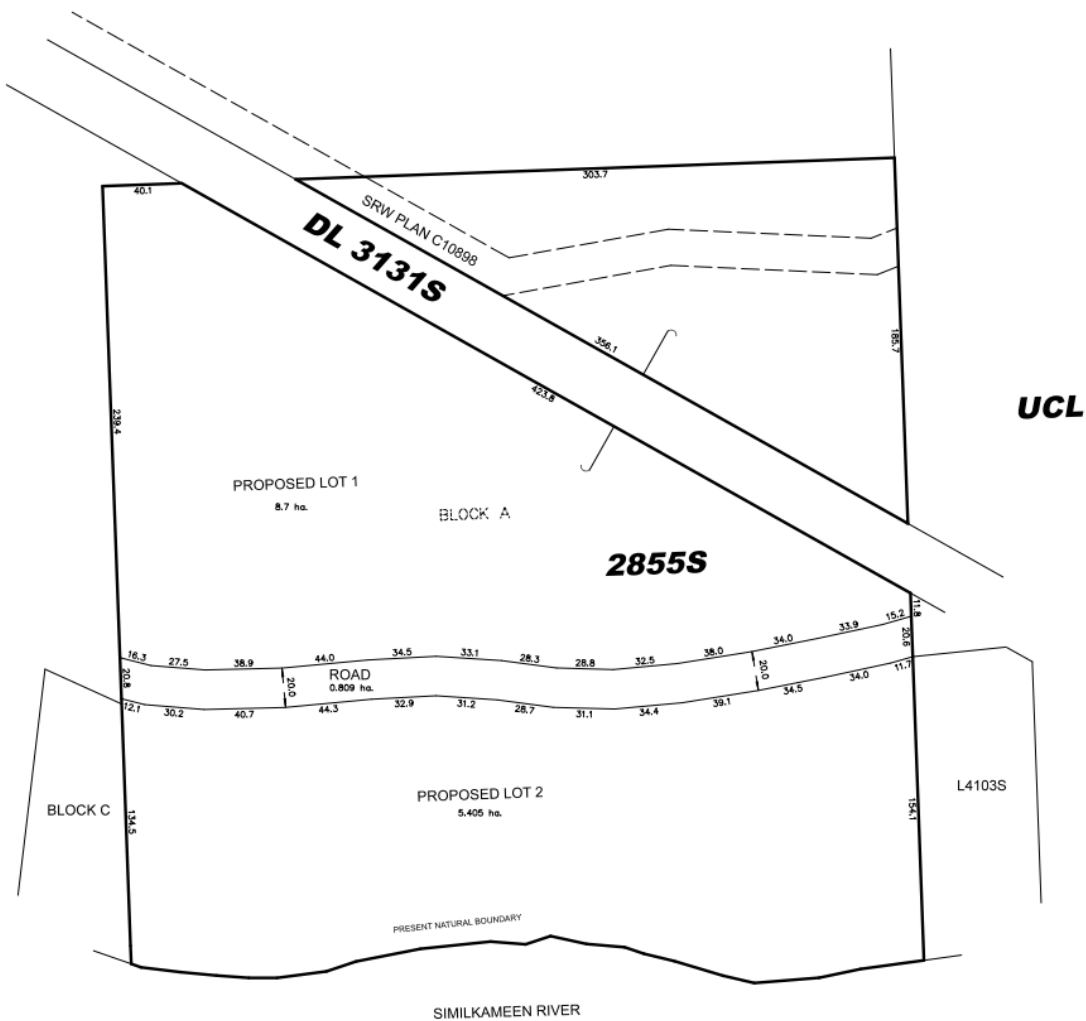 40.1
303.7
SRW PLAN C10898
DL 3131S
356.1
185.7
423.8
UCL
239.4
PROPOSED LOT 1
8.7 ha.
BLOCK A
2855S
11.8
15.2
33.9
34.0
38.0
32.5
28.8
28.3
33.1
34.5
44.0
38.9
27.5
16.3
20.6
20.0
ROAD
0.809 ha.
20.0
20.8
11.7
34.0
34.5
39.1
34.4
31.1
28.7
31.2
32.9
44.3
40.7
30.2
12.1
BLOCK C
134.5
PROPOSED LOT 2
5.405 ha.
154.1
L4103S
PRESENT NATURAL BOUNDARY
SIMILKAMEEN RIVER